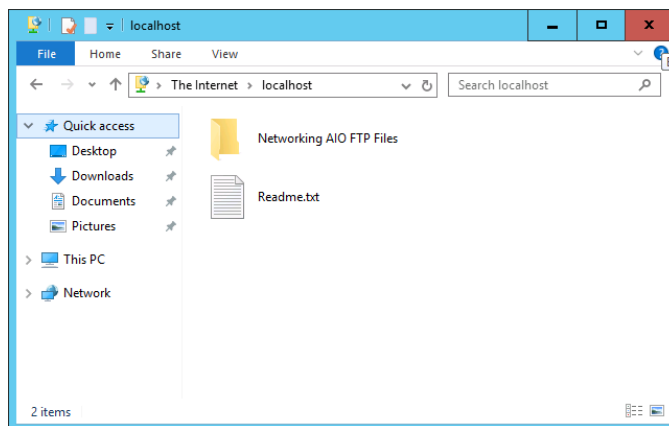 localhost
File Home Share View
The Internet > localhost
Search localhost
Quick access
Desktop
Downloads
Documents
Pictures
This PC
Network
Networking AIO FTP Files
Readme.txt
2 items